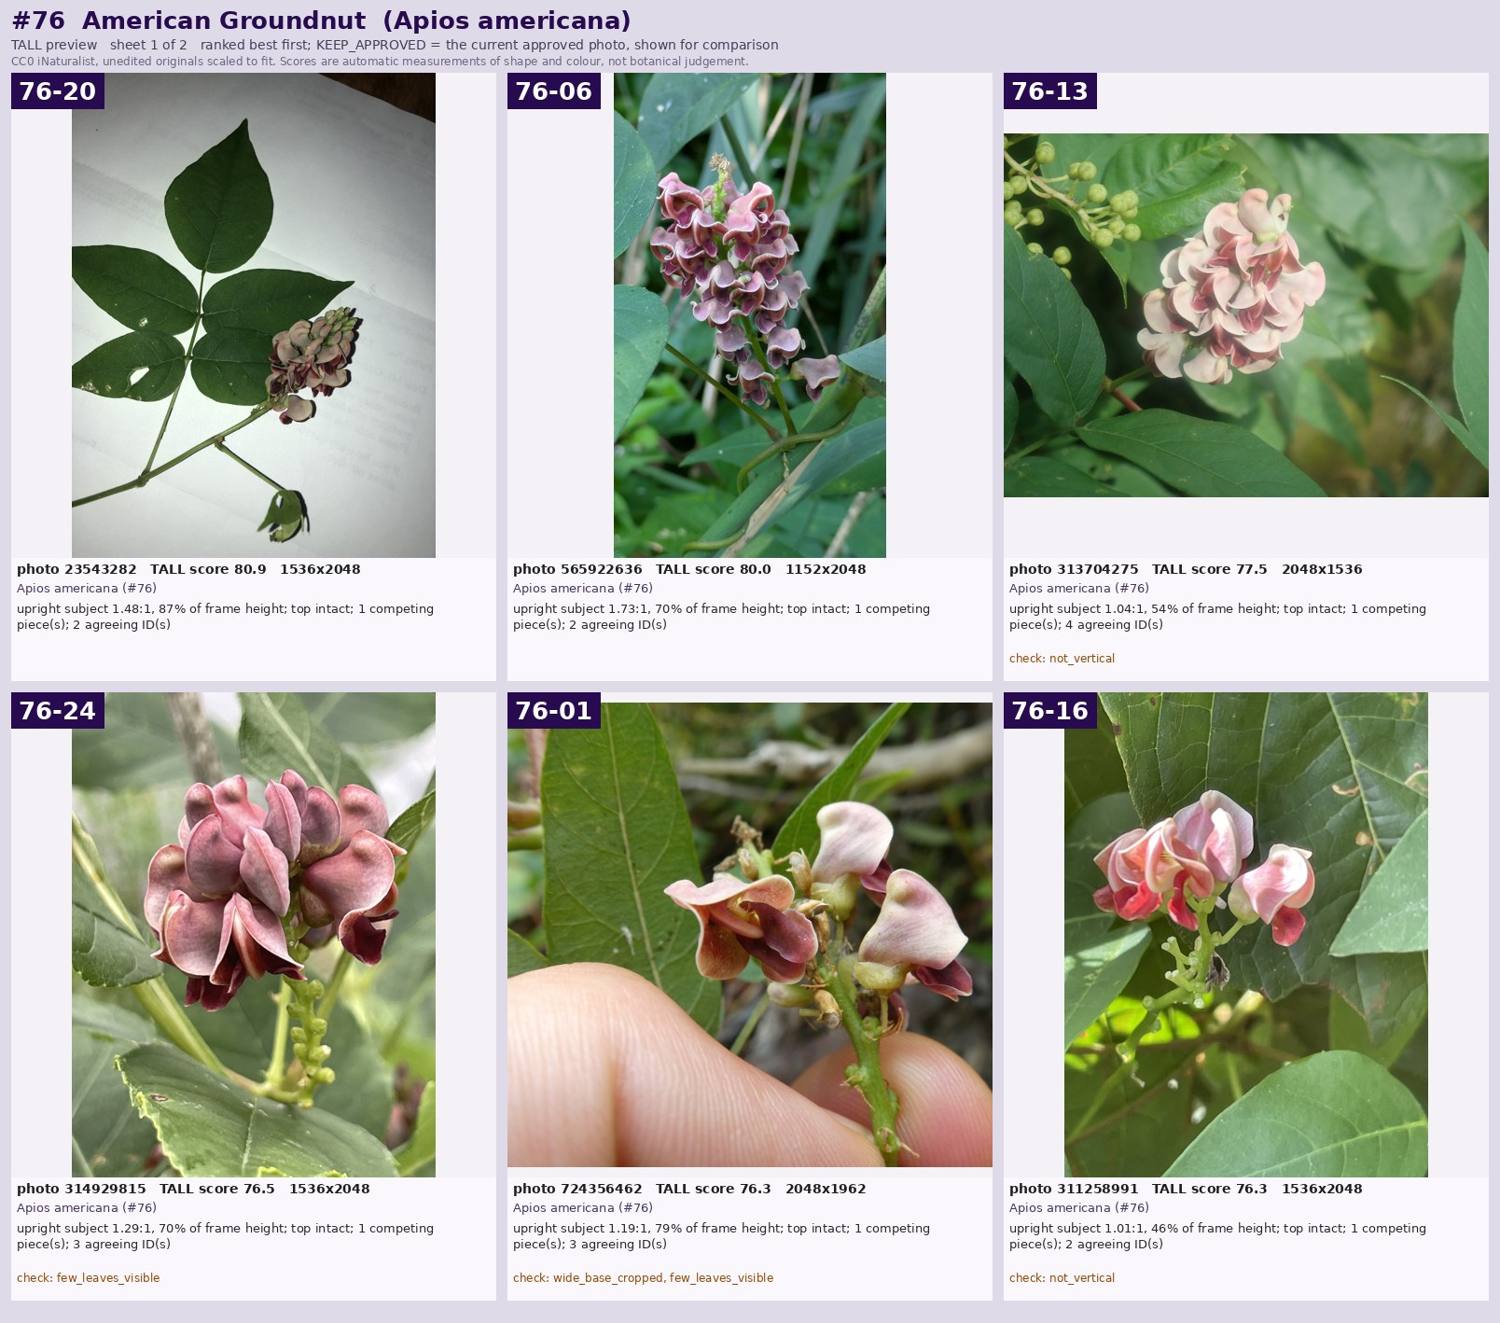 #76 American Groundnut (Apios americana)
TALL preview sheet 1 of 2 ranked best first; KEEP_APPROVED = the current approved photo, shown for comparison
CC0 iNaturalist, unedited originals scaled to fit. Scores are automatic measurements of shape and colour, not botanical judgement.
76-20
photo 23543282 TALL score 80.9 1536x2048
Apios americana (#76)
upright subject 1.48:1, 87% of frame height; top intact; 1 competing
piece(s); 2 agreeing ID(s)
76-06
photo 565922636 TALL score 80.0 1152x2048
Apios americana (#76)
upright subject 1.73:1, 70% of frame height; top intact; 1 competing
piece(s); 2 agreeing ID(s)
76-13
photo 313704275 TALL score 77.5 2048x1536
Apios americana (#76)
upright subject 1.04:1, 54% of frame height; top intact; 1 competing
piece(s); 4 agreeing ID(s)
check: not_vertical
76-24
photo 314929815 TALL score 76.5 1536x2048
Apios americana (#76)
upright subject 1.29:1, 70% of frame height; top intact; 1 competing
piece(s); 3 agreeing ID(s)
check: few_leaves_visible
76-01
photo 724356462 TALL score 76.3 2048x1962
Apios americana (#76)
upright subject 1.19:1, 79% of frame height; top intact; 1 competing
piece(s); 3 agreeing ID(s)
check: wide_base_cropped, few_leaves_visible
76-16
photo 311258991 TALL score 76.3 1536x2048
Apios americana (#76)
upright subject 1.01:1, 46% of frame height; top intact; 1 competing
piece(s); 2 agreeing ID(s)
check: not_vertical